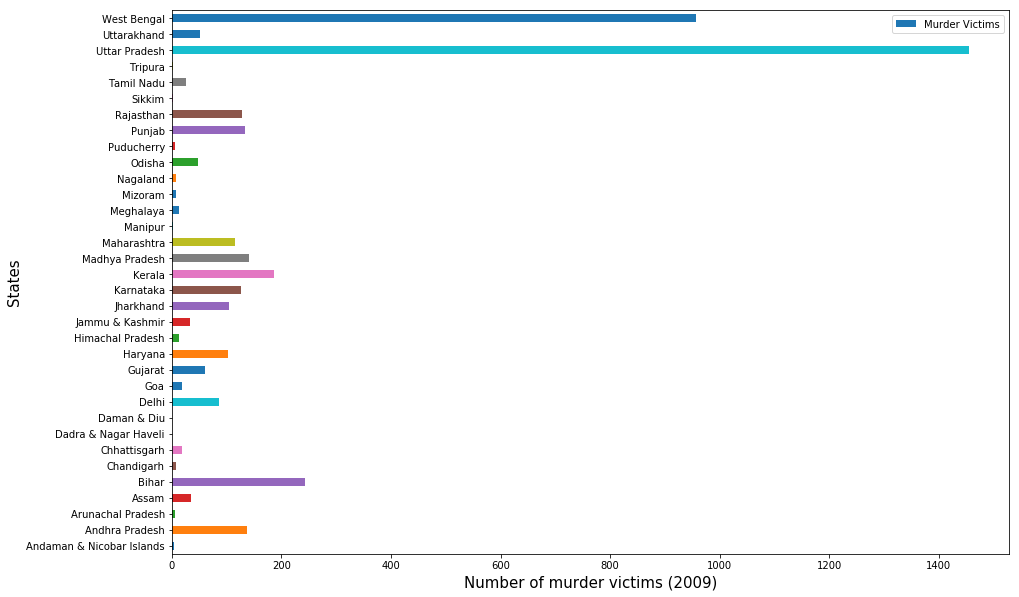 West Bengal
Uttarakhand
Uttar Pradesh
Tripura
Tamil Nadu
Sikkim
Rajasthan
Punjab
Puducherry
Odisha
Nagaland
Mizoram
Meghalaya
Manipur
Maharashtra
Madhya Pradesh
Kerala
Karnataka
Jharkhand
Jammu & Kashmir
Himachal Pradesh
Haryana
Gujarat
Goa
Delhi
Daman & Diu
Dadra & Nagar Haveli
Chhattisgarh
Chandigarh
Bihar
Assam
Arunachal Pradesh
Andhra Pradesh
Andaman & Nicobar Islands
States
Murder Victims
0 200 400 600 800 1000 1200 1400
Number of murder victims (2009)